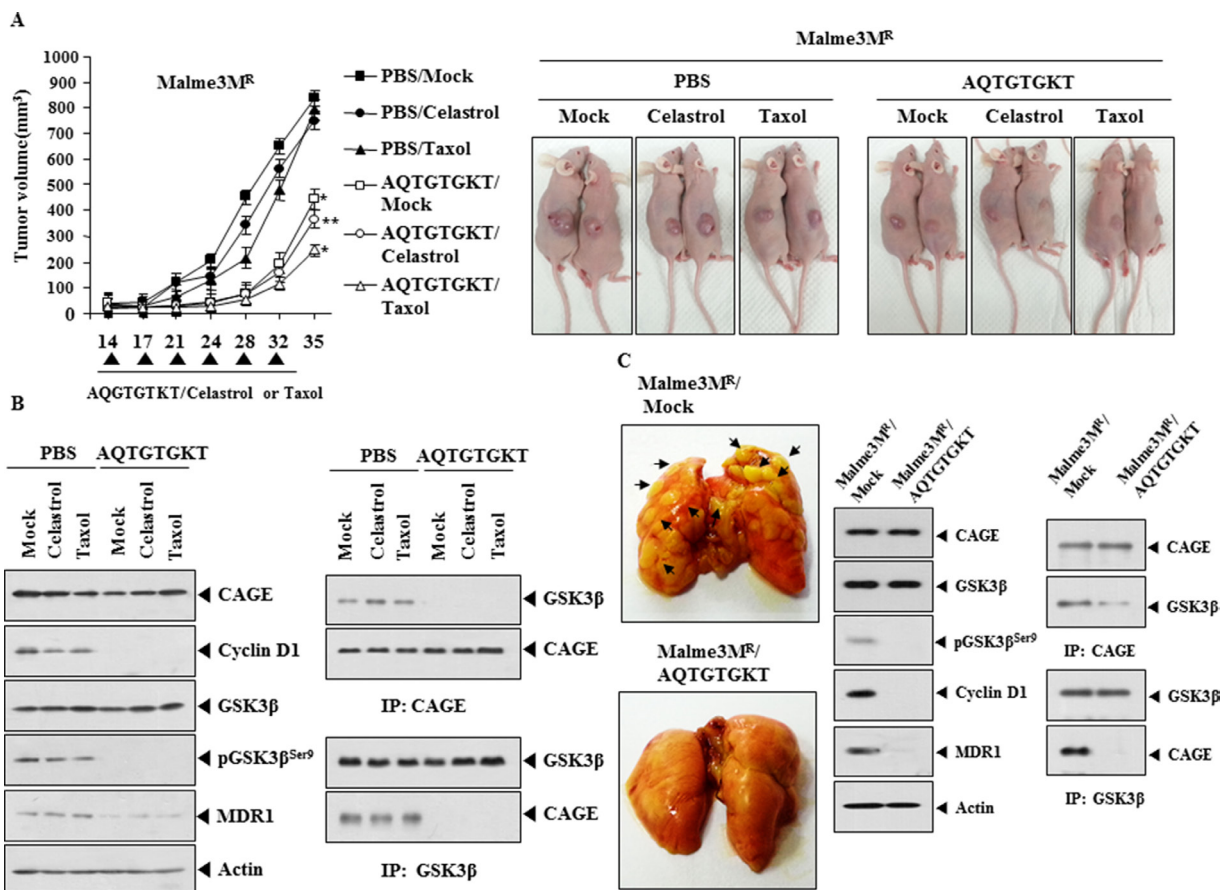 A
Tumor volume(mm³)
1000
900
800
700
600
500
400
300
200
100
0
Malme3Mᴿ
PBS/Mock
PBS/Celastrol
PBS/Taxol
AQTGTGKT/
Mock
AQTGTGKT/
Celastrol
AQTGTGKT/
Taxol
*
**
*
14 17 21 24 28 32 35
AQGTGTKT/Celastrol or Taxol
Malme3Mᴿ
PBS AQTGTGKT
Mock Celastrol Taxol Mock Celastrol Taxol
B
PBS AQTGTGKT
Mock Celastrol Taxol Mock Celastrol Taxol
CAGE
Cyclin D1
GSK3β
pGSK3βSer9
MDR1
Actin
PBS AQTGTGKT
Mock Celastrol Taxol Mock Celastrol Taxol
GSK3β
CAGE
IP: CAGE
GSK3β
CAGE
IP: GSK3β
C
Malme3Mᴿ/
Mock
Malme3Mᴿ/
AQTGTGKT
Malme3Mᴿ/
Mock
Malme3Mᴿ/
AQTGTGKT
CAGE
GSK3β
pGSK3βSer9
Cyclin D1
MDR1
Actin
Malme3Mᴿ/
Mock
Malme3Mᴿ/
AQTGTGKT
CAGE
GSK3β
IP: CAGE
GSK3β
CAGE
IP: GSK3β